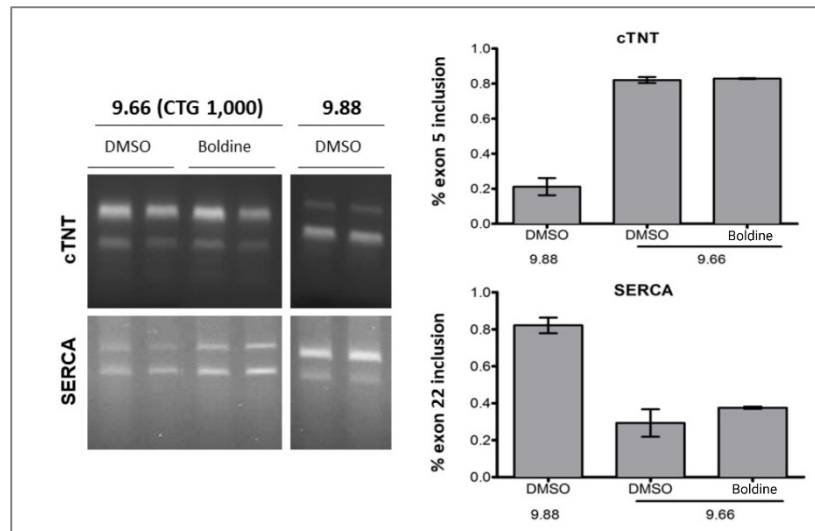 9.66 (CTG 1,000)
9.88
DMSO
Boldine
DMSO
cTNT
SERCA
cTNT
% exon 5 inclusion
1.0
0.8
0.6
0.4
0.2
0.0
DMSO
DMSO
Boldine
9.88
9.66
SERCA
% exon 22 inclusion
1.0
0.8
0.6
0.4
0.2
0.0
DMSO
DMSO
Boldine
9.88
9.66